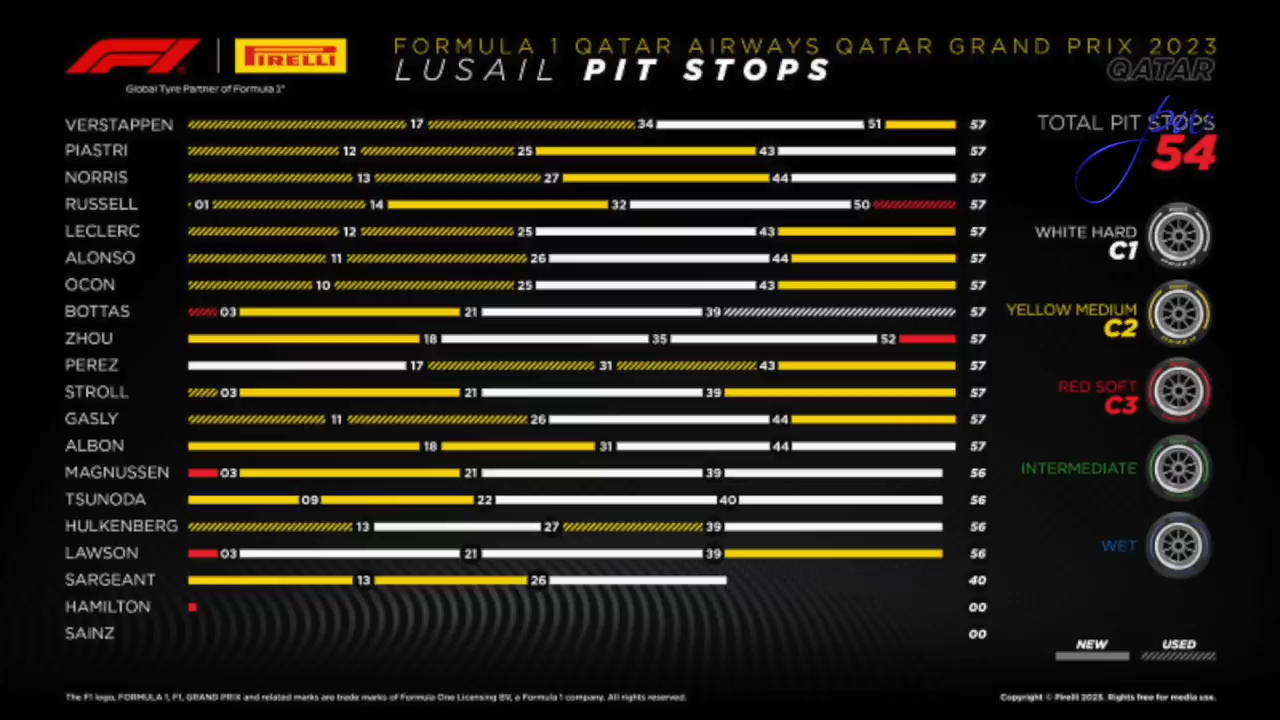 F1
PIRELLI
Global Tyre Partner of Formula 1®
FORMULA 1 QATAR AIRWAYS QATAR GRAND PRIX 2023
LUSAIL PIT STOPS
QATAR
VERSTAPPEN 17 34 51 57
PIASTRI 12 25 43 57
NORRIS 13 27 44 57
RUSSELL 01 14 32 50 57
LECLERC 12 25 43 57
ALONSO 11 26 44 57
OCON 10 25 43 57
BOTTAS 03 21 39 57
ZHOU 18 35 52 57
PEREZ 17 31 43 57
STROLL 03 21 39 57
GASLY 11 26 44 57
ALBON 18 31 44 57
MAGNUSSEN 03 21 39 56
TSUNODA 09 22 40 56
HULKENBERG 13 27 39 56
LAWSON 03 21 39 56
SARGEANT 13 26 40
HAMILTON 00
SAINZ 00
TOTAL PIT STOPS
54
WHITE HARD
C1
YELLOW MEDIUM
C2
RED SOFT
C3
INTERMEDIATE
WET
NEW USED
The F1 logo, FORMULA 1, F1, GRAND PRIX and related marks are trade marks of Formula One Licensing BV, a Formula 1 company. All rights reserved.
Copyright © Pirelli 2023. Rights free for media use.